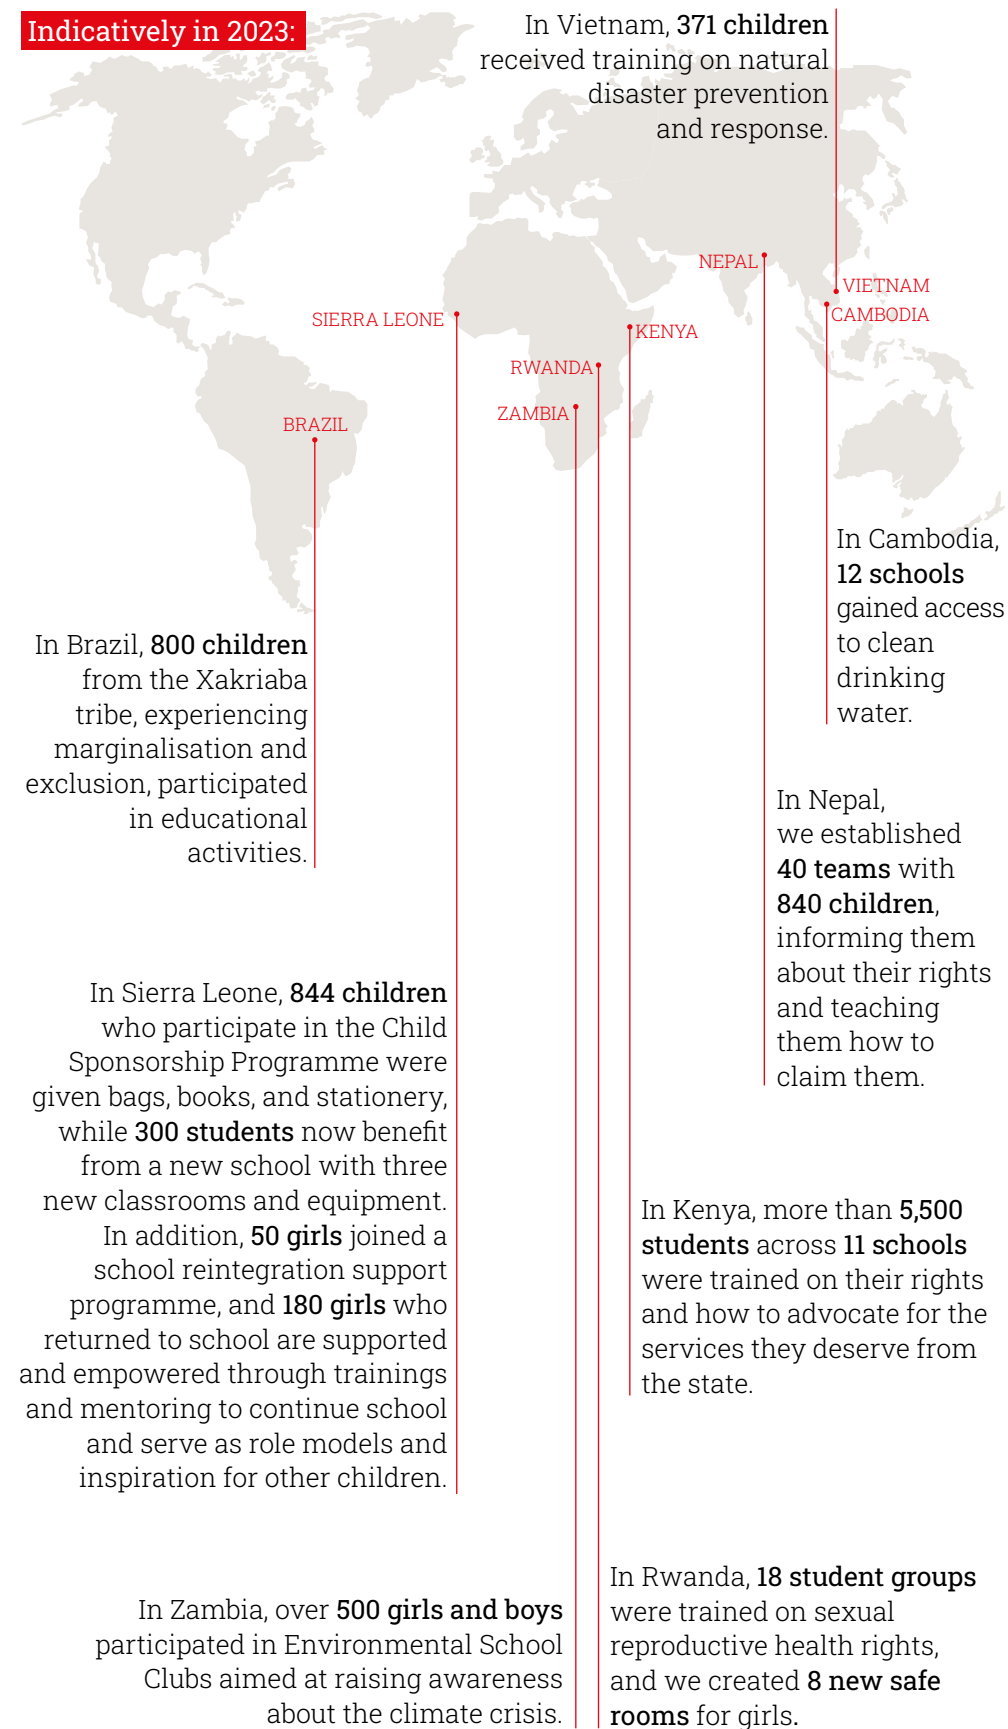 Indicatively in 2023:
In Vietnam, 371 children
received training on natural
disaster prevention
and response.
NEPAL
VIETNAM
CAMBODIA
SIERRA LEONE
KENYA
RWANDA
ZAMBIA
BRAZIL
In Cambodia,
12 schools
gained access
to clean
drinking
water.
In Brazil, 800 children
from the Xakriaba
tribe, experiencing
marginalisation and
exclusion, participated
in educational
activities.
In Nepal,
we established
40 teams with
840 children,
informing them
about their rights
and teaching
them how to
claim them.
In Sierra Leone, 844 children
who participate in the Child
Sponsorship Programme were
given bags, books, and stationery,
while 300 students now benefit
from a new school with three
new classrooms and equipment.
In addition, 50 girls joined a
school reintegration support
programme, and 180 girls who
returned to school are supported
and empowered through trainings
and mentoring to continue school
and serve as role models and
inspiration for other children.
In Kenya, more than 5,500
students across 11 schools
were trained on their rights
and how to advocate for the
services they deserve from
the state.
In Zambia, over 500 girls and boys
participated in Environmental School
Clubs aimed at raising awareness
about the climate crisis.
In Rwanda, 18 student groups
were trained on sexual
reproductive health rights,
and we created 8 new safe
rooms for girls.